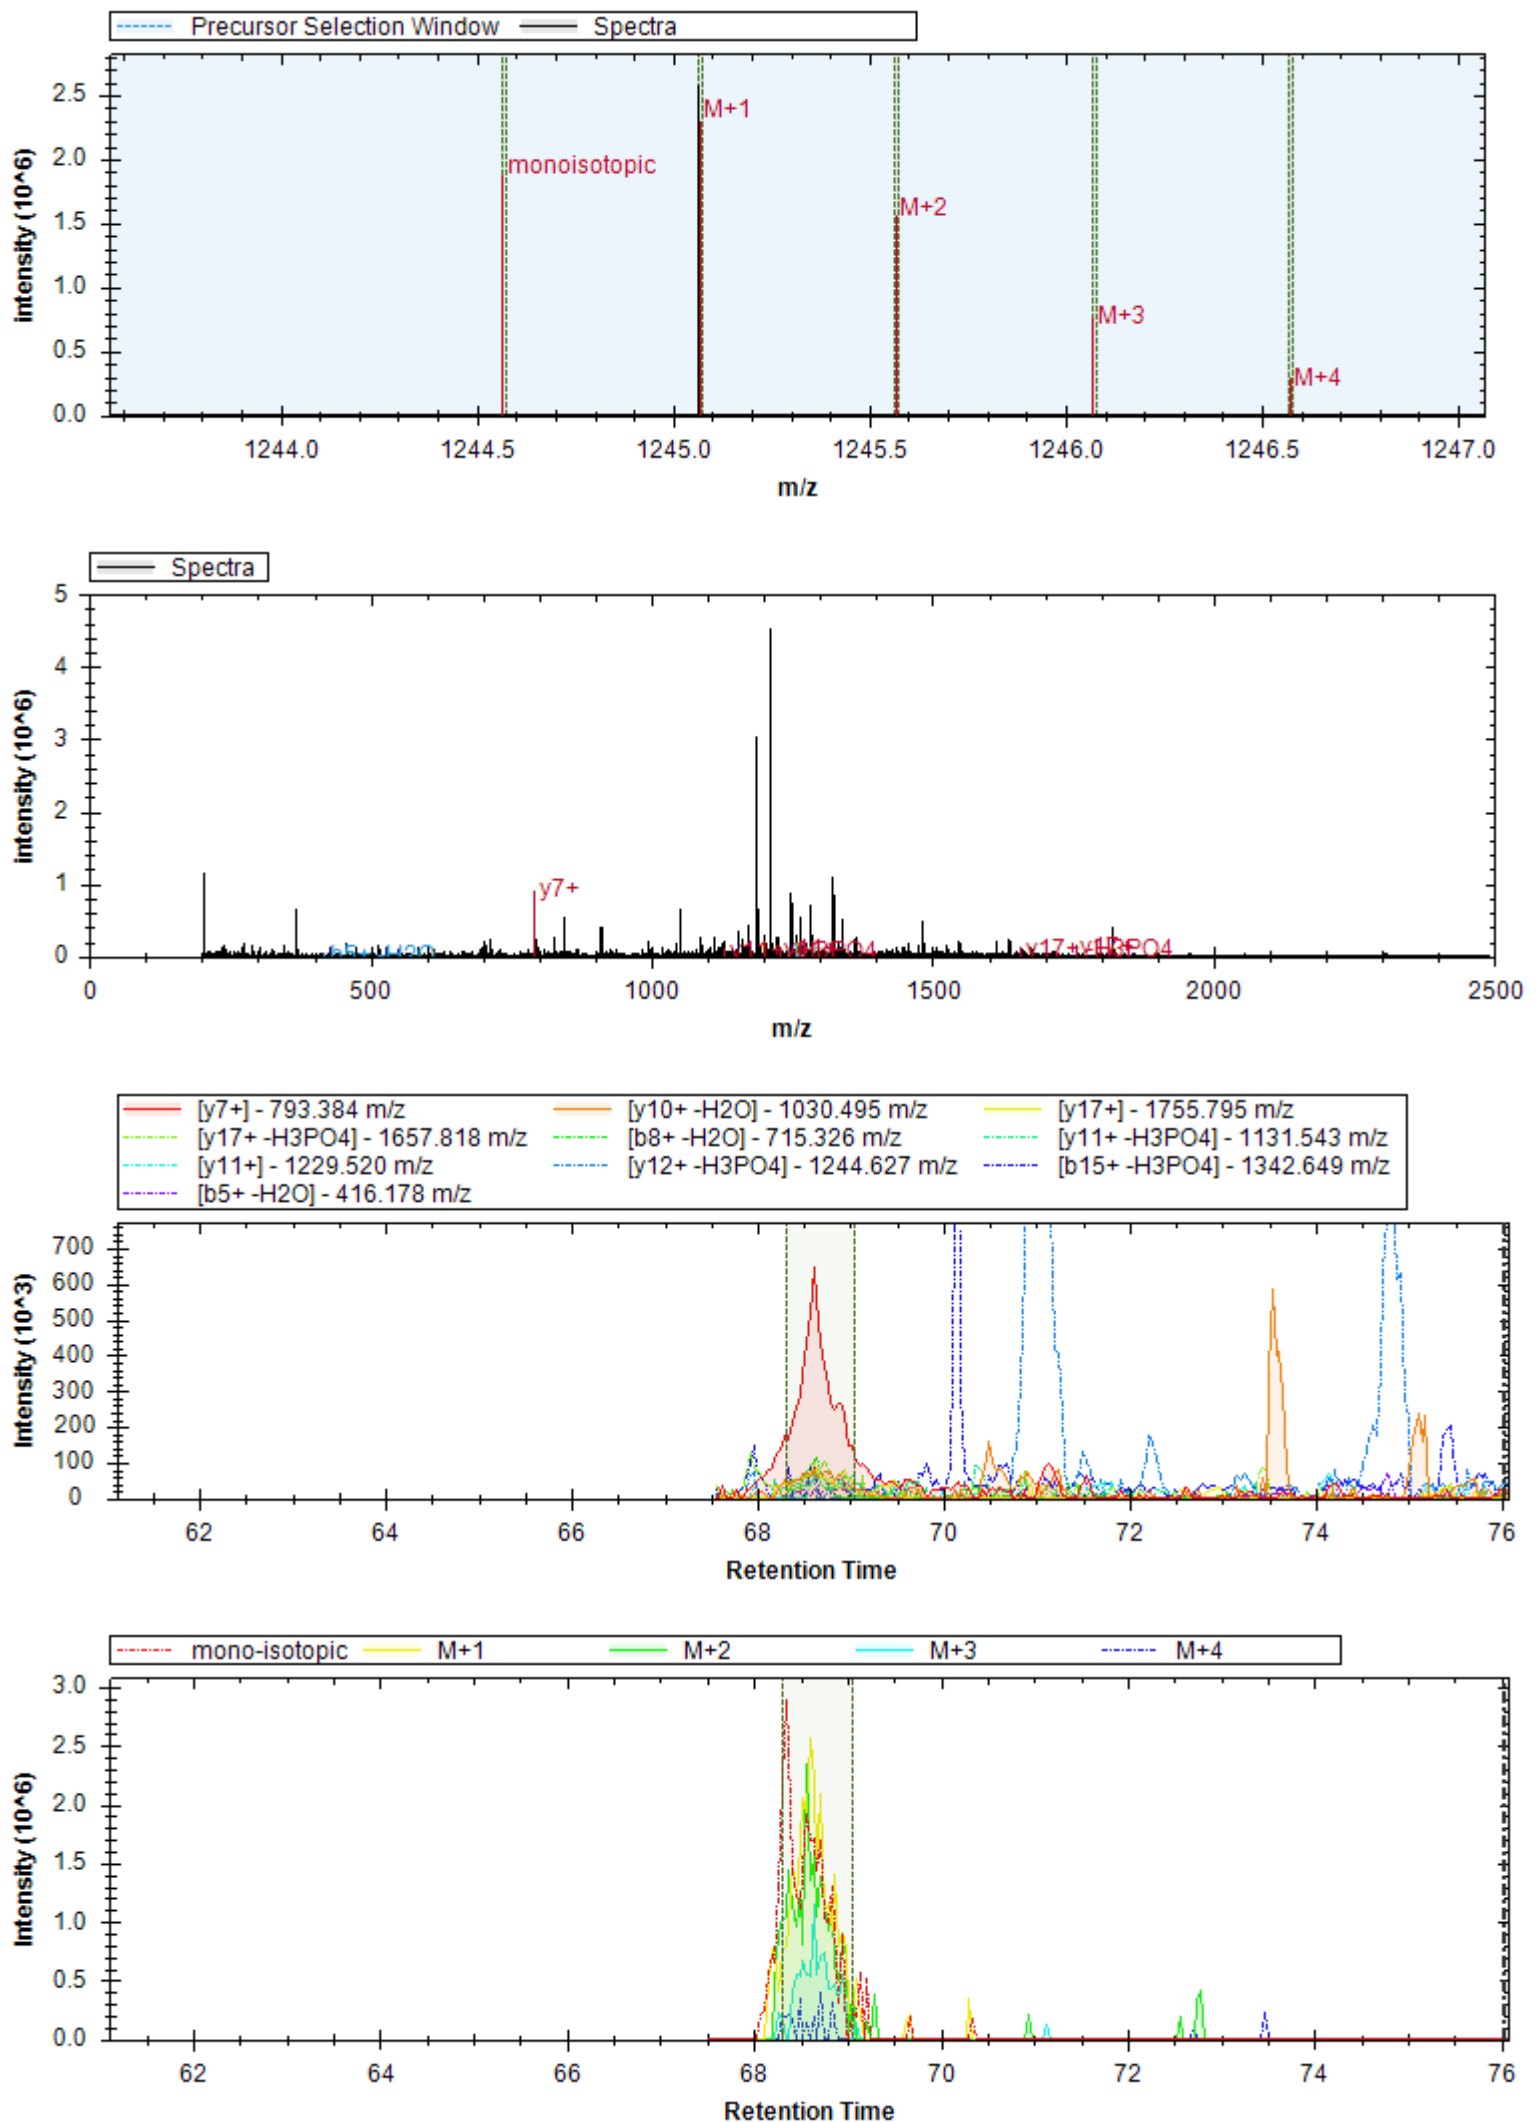 Precursor Selection Window Spectra
2.5
2.0
1.5
1.0
0.5
0.0
intensity (10^6)
monoisotopic
M+1
M+2
M+3
M+4
1244.0 1244.5 1245.0 1245.5 1246.0 1246.5 1247.0
m/z
Spectra
5
4
3
2
1
0
intensity (10^6)
y7+
0 500 1000 1500 2000 2500
m/z
[y7+] - 793.384 m/z [y10+ -H2O] - 1030.495 m/z [y17+] - 1755.795 m/z
[y17+ -H3PO4] - 1657.818 m/z [b8+ -H2O] - 715.326 m/z [y11+ -H3PO4] - 1131.543 m/z
[y11+] - 1229.520 m/z [y12+ -H3PO4] - 1244.627 m/z [b15+ -H3PO4] - 1342.649 m/z
[b5+ -H2O] - 416.178 m/z
700
600
500
400
300
200
100
0
Intensity (10^3)
62 64 66 68 70 72 74 76
Retention Time
mono-isotopic M+1 M+2 M+3 M+4
3.0
2.5
2.0
1.5
1.0
0.5
0.0
Intensity (10^6)
62 64 66 68 70 72 74 76
Retention Time